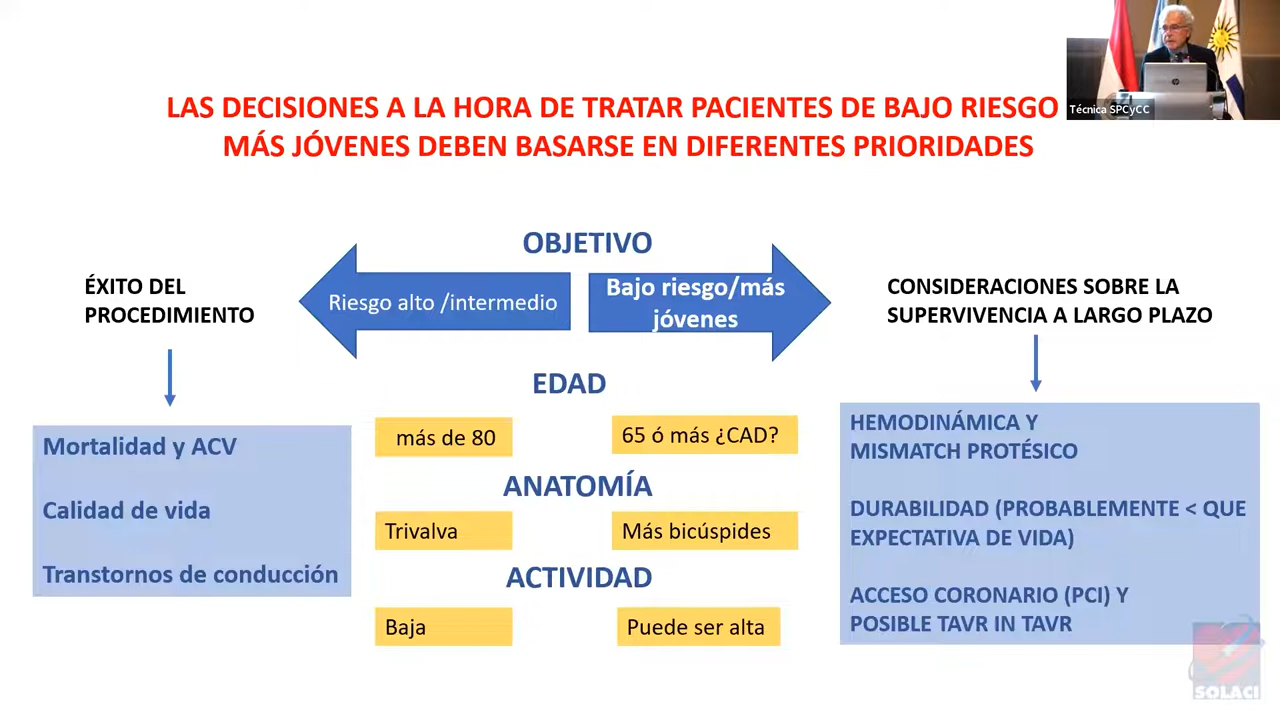 LAS DECISIONES A LA HORA DE TRATAR PACIENTES DE BAJO RIESGO
MÁS JÓVENES DEBEN BASARSE EN DIFERENTES PRIORIDADES
Técnica SPCyCC
OBJETIVO
ÉXITO DEL
PROCEDIMIENTO
Riesgo alto /intermedio
Bajo riesgo/más
jóvenes
CONSIDERACIONES SOBRE LA
SUPERVIVENCIA A LARGO PLAZO
EDAD
más de 80
65 ó más ¿CAD?
ANATOMÍA
Trivalva
Más bicúspides
ACTIVIDAD
Baja
Puede ser alta
Mortalidad y ACV
Calidad de vida
Transtornos de conducción
HEMODINÁMICA Y
MISMATCH PROTÉSICO
DURABILIDAD (PROBABLEMENTE < QUE
EXPECTATIVA DE VIDA)
ACCESO CORONARIO (PCI) Y
POSIBLE TAVR IN TAVR
SOLACI